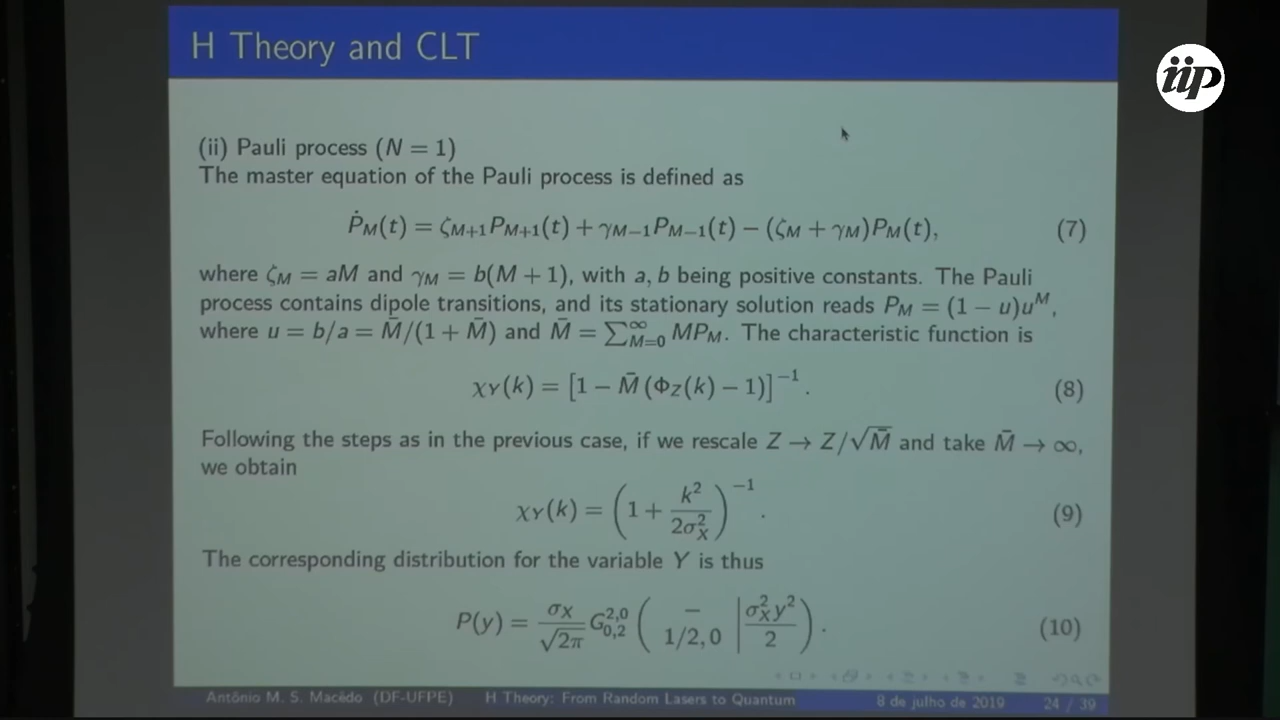 H Theory and CLT
iip
(ii) Pauli process (N = 1)
The master equation of the Pauli process is defined as
Ṗ_M(t) = ζ_{M+1}P_{M+1}(t) + γ_{M−1}P_{M−1}(t) − (ζ_M + γ_M)P_M(t), (7)
where ζ_M = aM and γ_M = b(M + 1), with a, b being positive constants. The Pauli
process contains dipole transitions, and its stationary solution reads P_M = (1 − u)u^M,
where u = b/a = M̄/(1 + M̄) and M̄ = ∑_{M=0}^∞ MP_M. The characteristic function is
χ_Y(k) = [1 − M̄(Φ_Z(k) − 1)]^{−1}. (8)
Following the steps as in the previous case, if we rescale Z → Z/√M̄ and take M̄ → ∞,
we obtain
χ_Y(k) = (1 + k²/2σ_X²)^{−1}. (9)
The corresponding distribution for the variable Y is thus
P(y) = σ_X/√2π G_{0,2}^{2,0} ( − 1/2, 0 | σ_X²y²/2 ). (10)
Antônio M. S. Macêdo (DF-UFPE) H Theory: From Random Lasers to Quantum 8 de julho de 2019 24 / 39